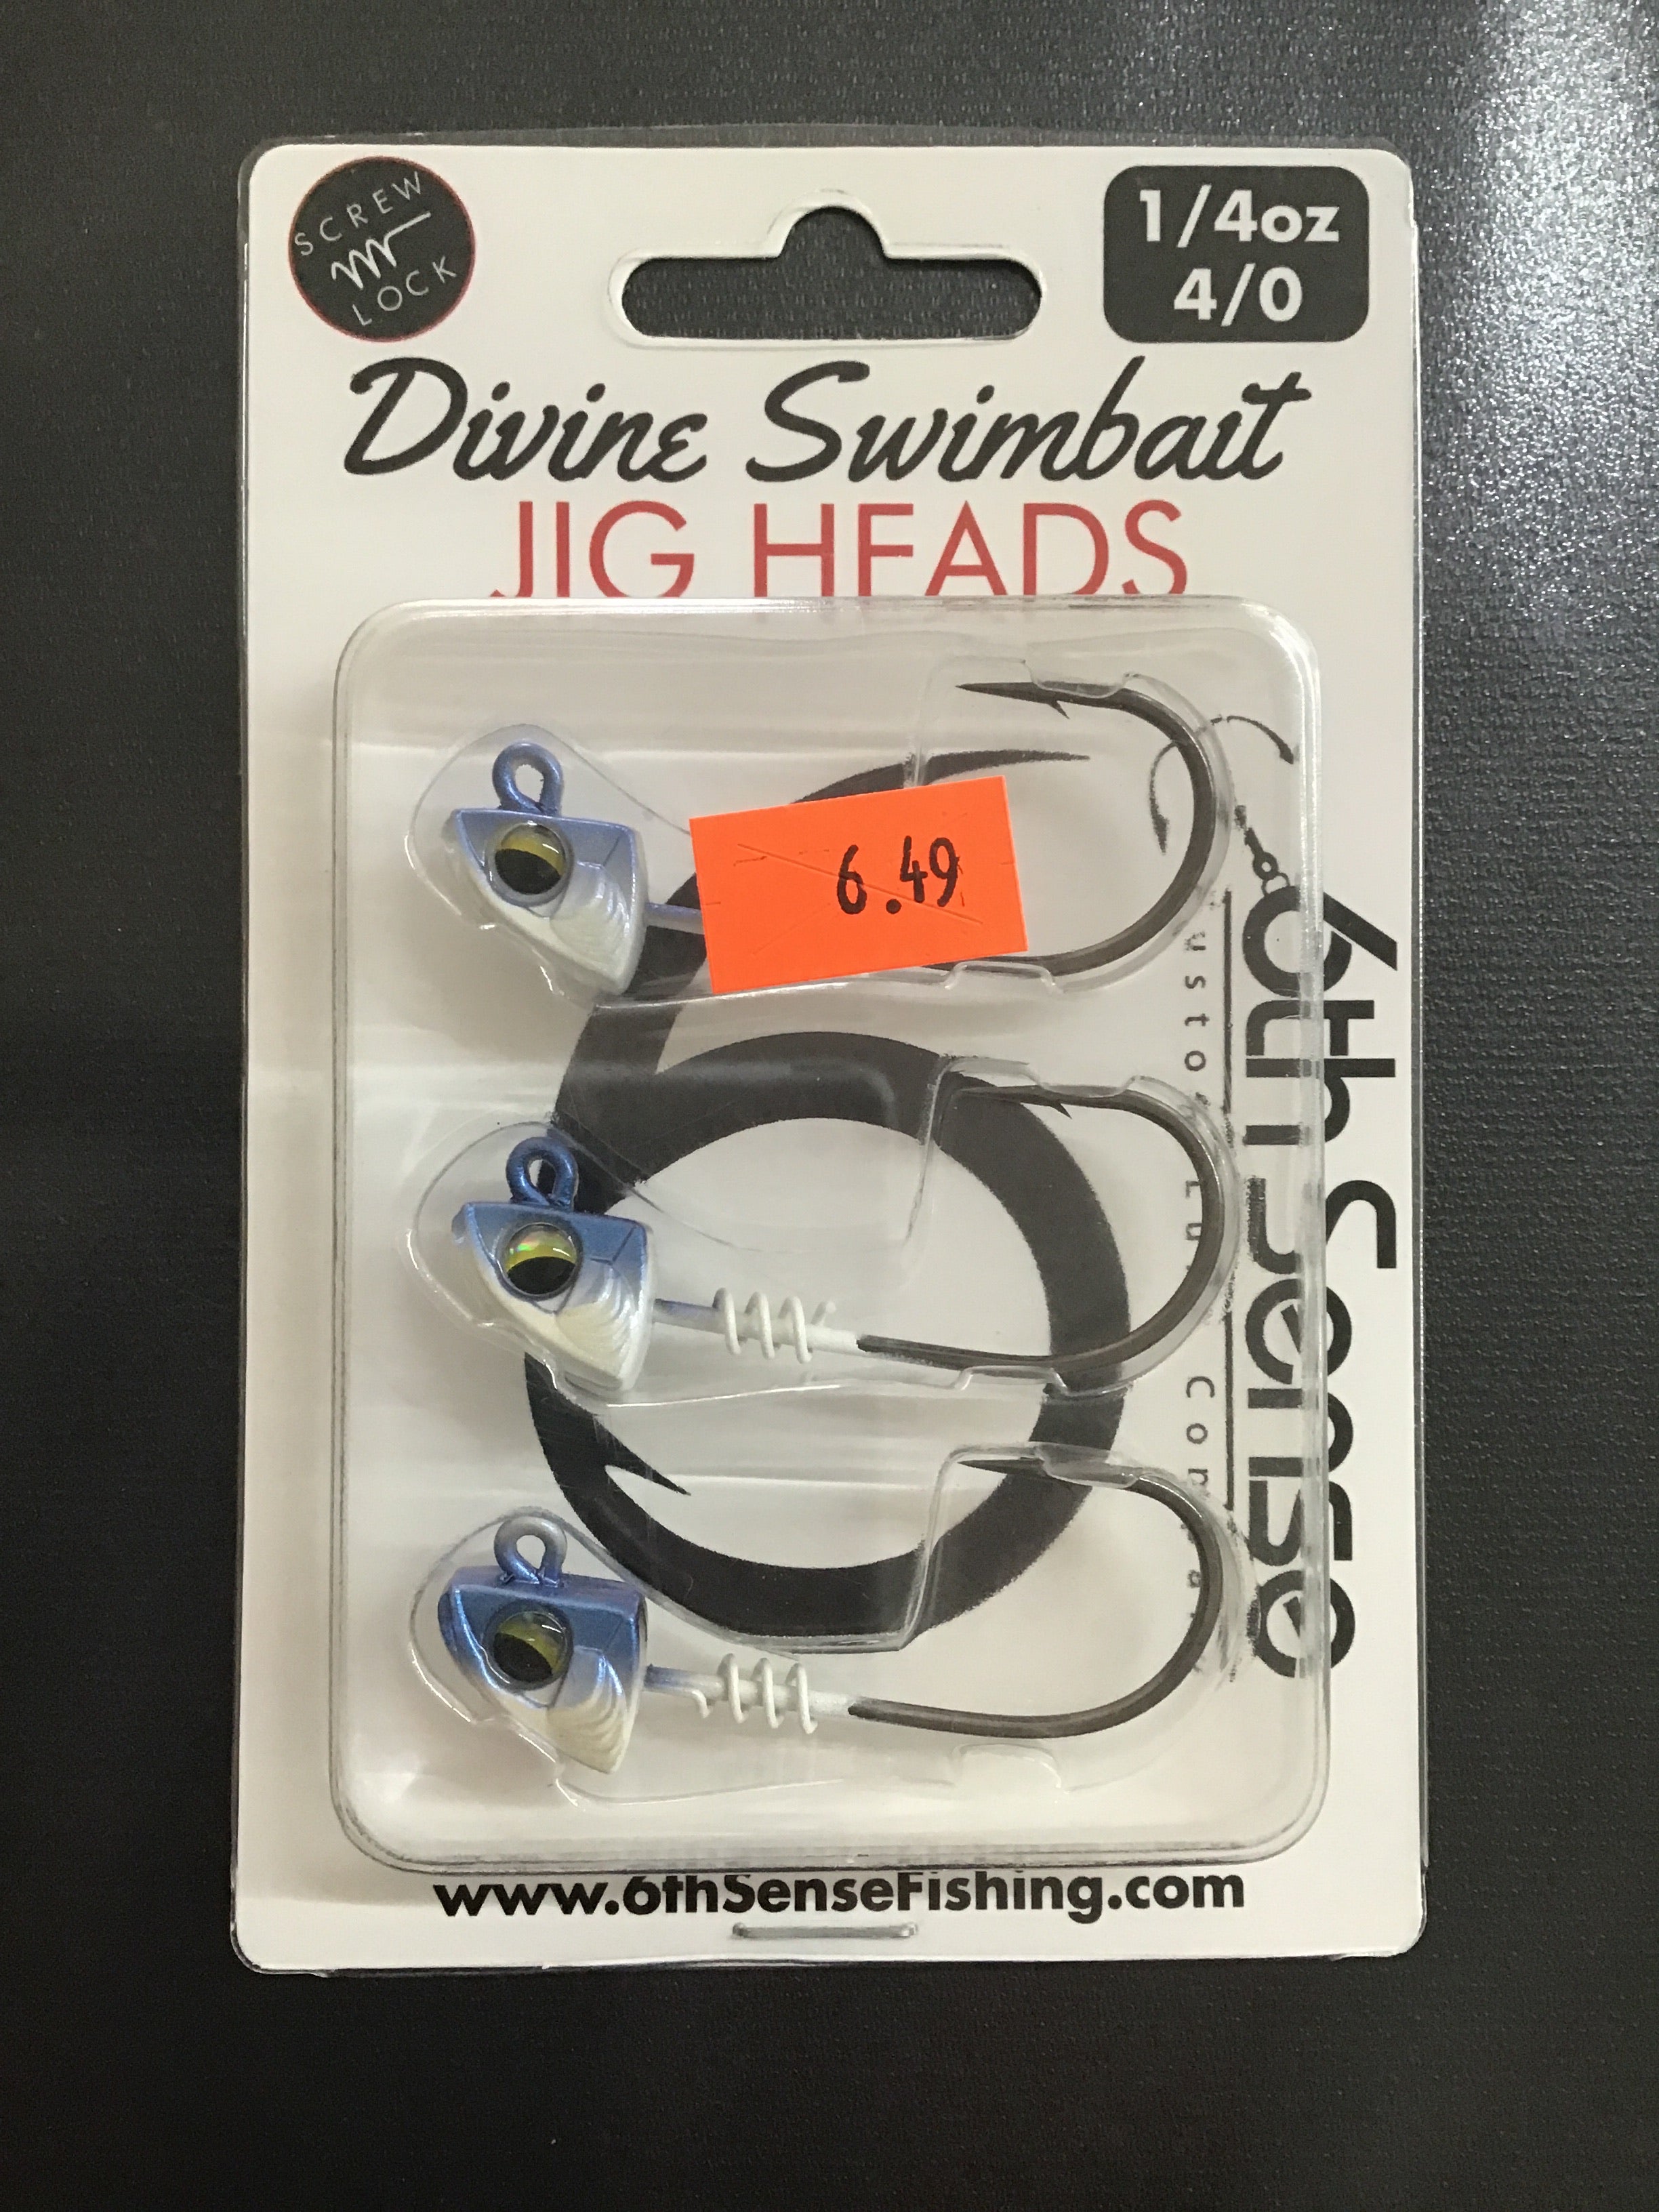 SCREW
LOCK
1/4oz
4/0
Divine Swimbait
JIG HEADS
6.49
6th Sense
www.6thSenseFishing.com